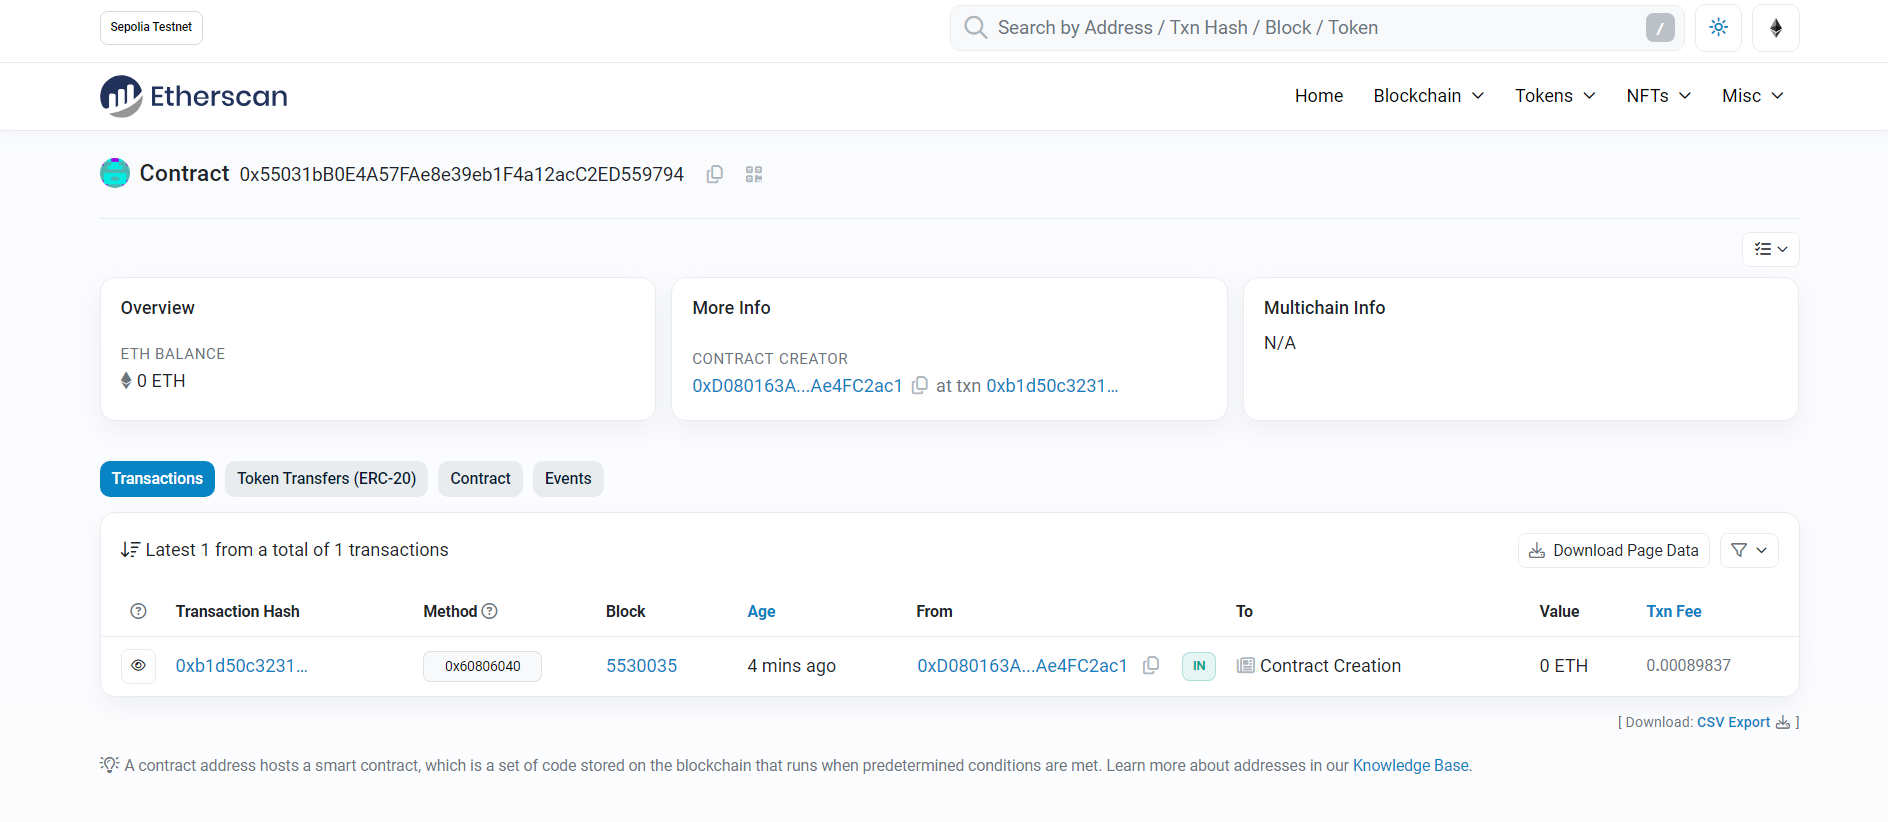 Sepolia Testnet
Search by Address / Txn Hash / Block / Token /
Etherscan
Home Blockchain Tokens NFTs Misc
Contract 0x55031bB0E4A57FAe8e39eb1F4a12acC2ED559794
Overview
ETH BALANCE
0 ETH
More Info
CONTRACT CREATOR
0xD080163A...Ae4FC2ac1 at txn 0xb1d50c3231...
Multichain Info
N/A
Transactions Token Transfers (ERC-20) Contract Events
Latest 1 from a total of 1 transactions
Download Page Data
? Transaction Hash Method ? Block Age From To Value Txn Fee
0xb1d50c3231... 0x60806040 5530035 4 mins ago 0xD080163A...Ae4FC2ac1 IN Contract Creation 0 ETH 0.00089837
[ Download: CSV Export ]
A contract address hosts a smart contract, which is a set of code stored on the blockchain that runs when predetermined conditions are met. Learn more about addresses in our Knowledge Base.